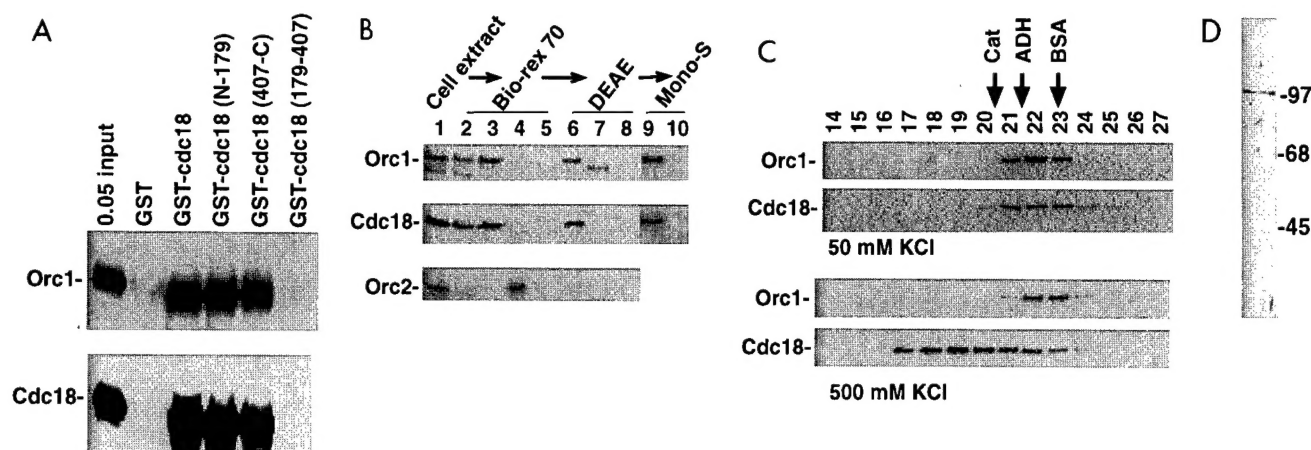 A
0.05 input
GST
GST-cdc18
GST-cdc18 (N-179)
GST-cdc18 (407-C)
GST-cdc18 (179-407)
Orc1-
Cdc18-
B
Cell extract
Bio-rex 70
DEAE
Mono-S
1 2 3 4 5 6 7 8 9 10
Orc1-
Cdc18-
Orc2-
C
Cat
ADH
BSA
14 15 16 17 18 19 20 21 22 23 24 25 26 27
Orc1-
Cdc18-
50 mM KCl
Orc1-
Cdc18-
500 mM KCl
D
-97
-68
-45